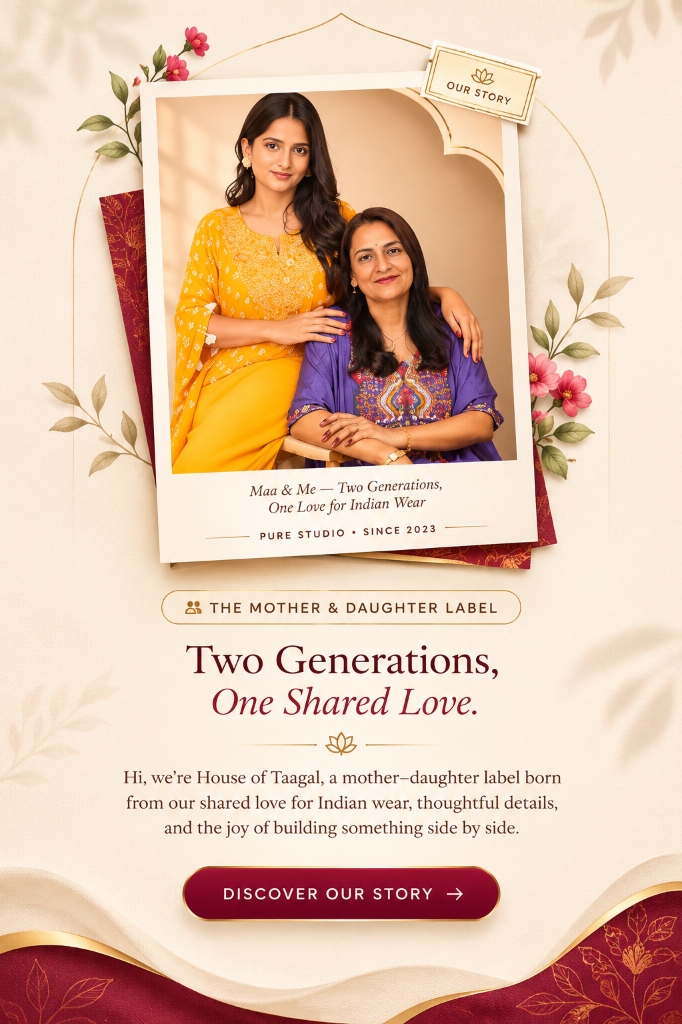 OUR STORY
Maa & Me — Two Generations,
One Love for Indian Wear
PURE STUDIO • SINCE 2023
THE MOTHER & DAUGHTER LABEL
Two Generations,
One Shared Love.
Hi, we’re House of Taagal, a mother–daughter label born
from our shared love for Indian wear, thoughtful details,
and the joy of building something side by side.
DISCOVER OUR STORY →